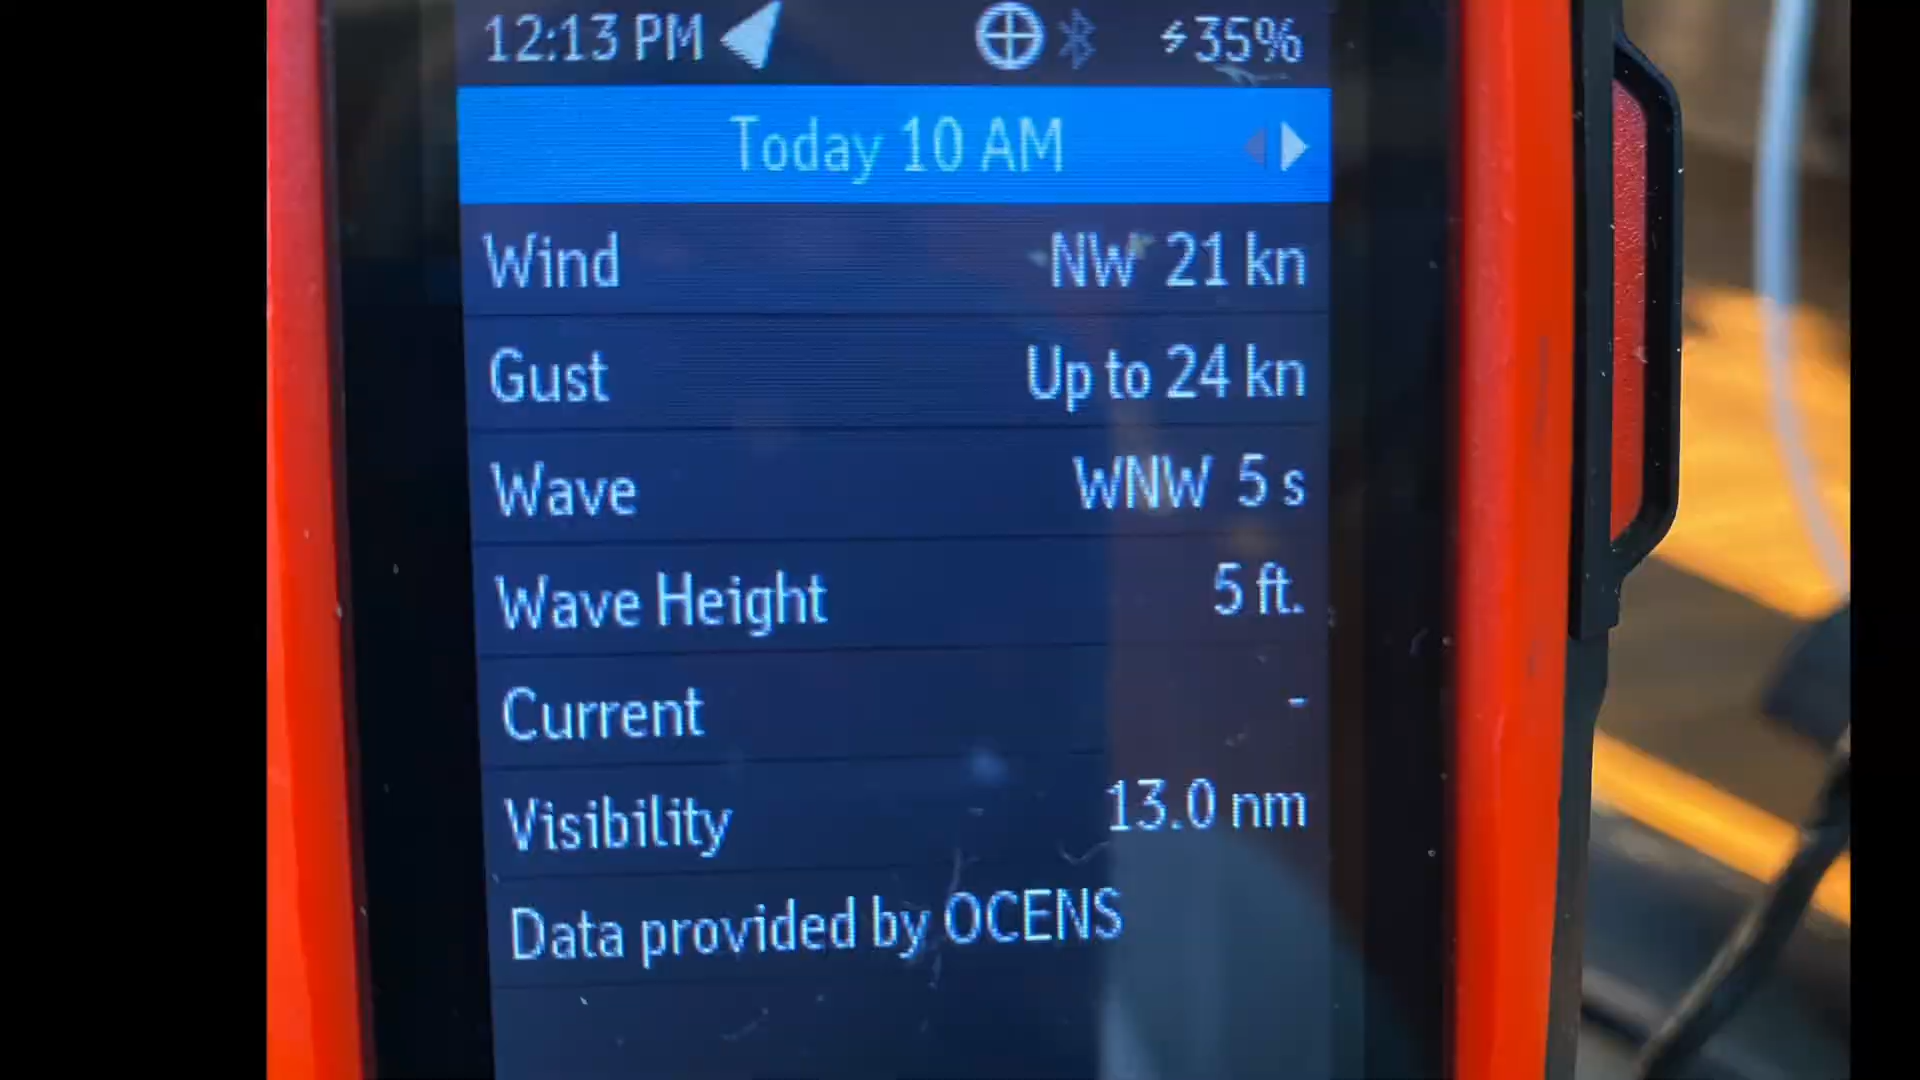 12:13 PM 35%
Today 10 AM
Wind NW 21 kn
Gust Up to 24 kn
Wave WNW 5 s
Wave Height 5 ft.
Current -
Visibility 13.0 nm
Data provided by OCENS